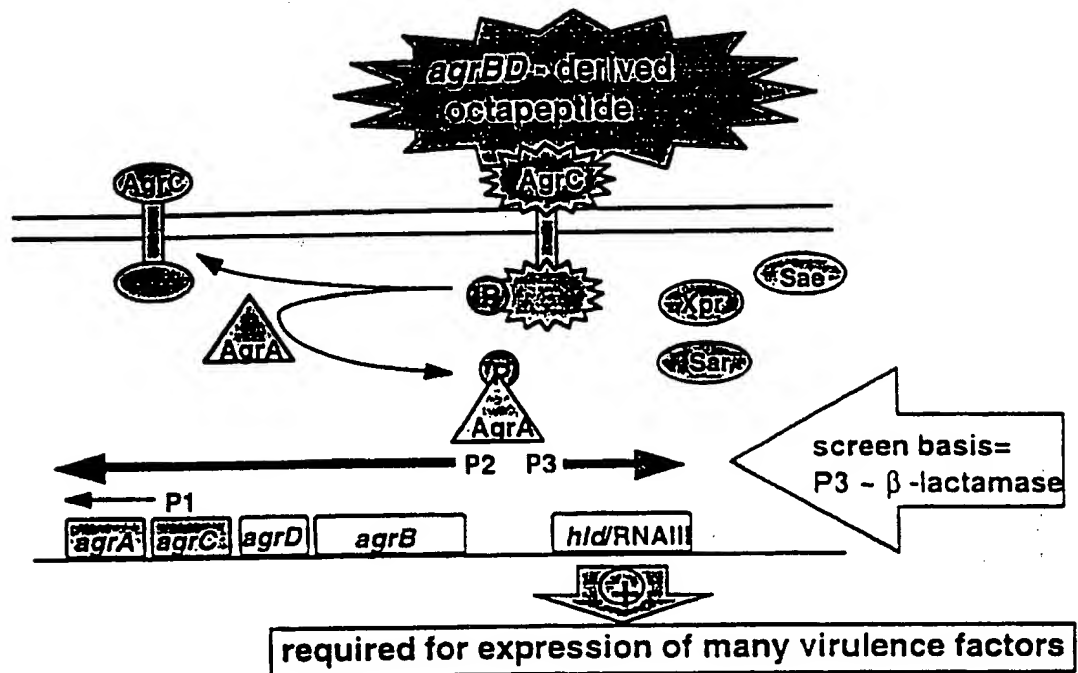 agrBD - derived
octapeptide
AgrC
AgrC
Sae
P
Xpr
AgrA
Sar
P
AgrA
screen basis=
P3 ~ β -lactamase
P2 P3
P1
agrA agrC agrD agrB hld/RNAIII
+
required for expression of many virulence factors